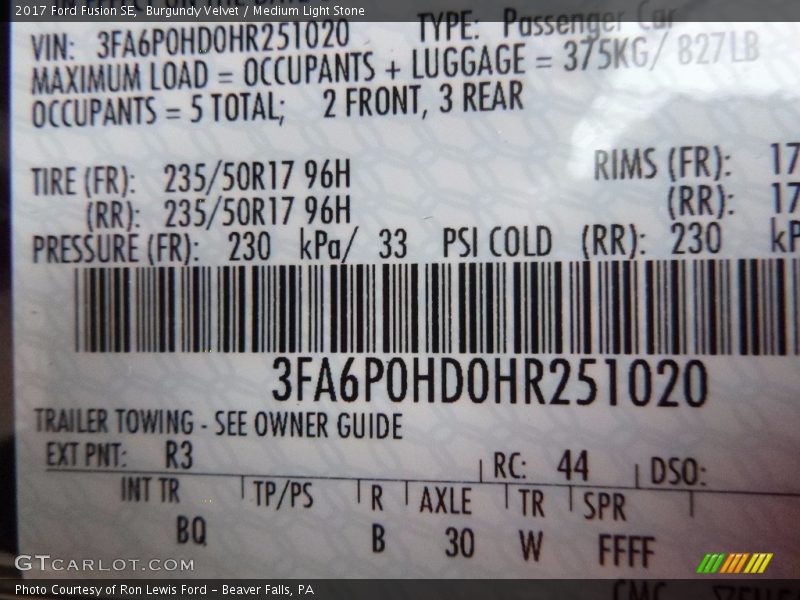 2017 Ford Fusion SE, Burgundy Velvet / Medium Light Stone
TYPE: Passenger Car
VIN: 3FA6P0HD0HR251020
MAXIMUM LOAD = OCCUPANTS + LUGGAGE = 375KG/ 827LB
OCCUPANTS = 5 TOTAL; 2 FRONT, 3 REAR
TIRE (FR): 235/50R17 96H RIMS (FR): 17
(RR): 235/50R17 96H (RR): 17
PRESSURE (FR): 230 kPa/ 33 PSI COLD (RR): 230 kP
3FA6P0HD0HR251020
TRAILER TOWING - SEE OWNER GUIDE
EXT PNT: R3 RC: 44 DSO:
INT TR TP/PS R AXLE TR SPR
BQ B 30 W FFFF
GTCARLOT.COM
Photo Courtesy of Ron Lewis Ford - Beaver Falls, PA